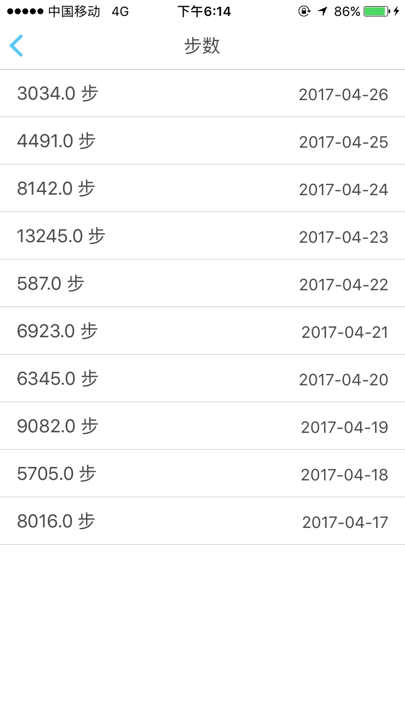 中国移动 4G 下午6:14 86%
步数
3034.0 步 2017-04-26
4491.0 步 2017-04-25
8142.0 步 2017-04-24
13245.0 步 2017-04-23
587.0 步 2017-04-22
6923.0 步 2017-04-21
6345.0 步 2017-04-20
9082.0 步 2017-04-19
5705.0 步 2017-04-18
8016.0 步 2017-04-17